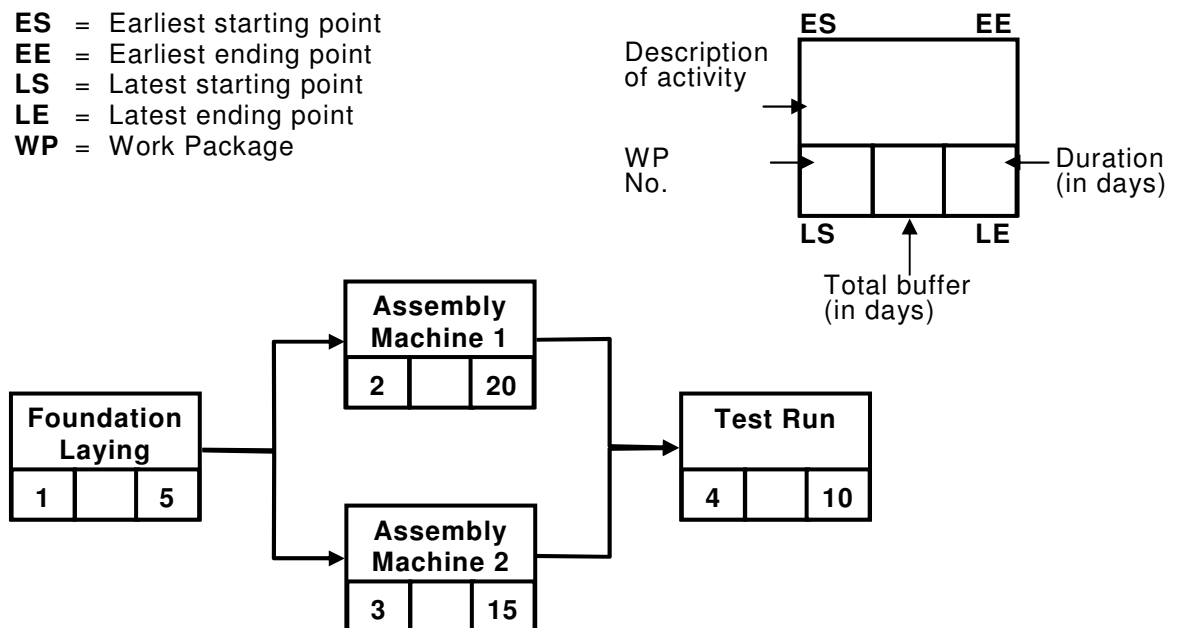 ES = Earliest starting point
EE = Earliest ending point
LS = Latest starting point
LE = Latest ending point
WP = Work Package
ES EE
Description
of activity
WP
No.
Duration
(in days)
LS LE
Total buffer
(in days)
Foundation
Laying
1 5
Assembly
Machine 1
2 20
Assembly
Machine 2
3 15
Test Run
4 10